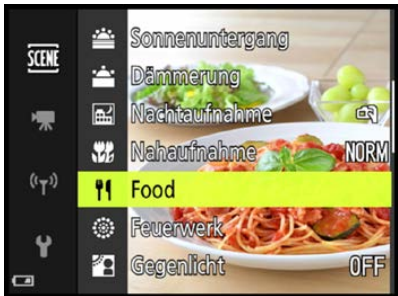 SCENE
Sonnenuntergang
Dämmerung
Nachtaufnahme
Nahaufnahme NORM
Food
Feuerwerk
Gegenlicht OFF